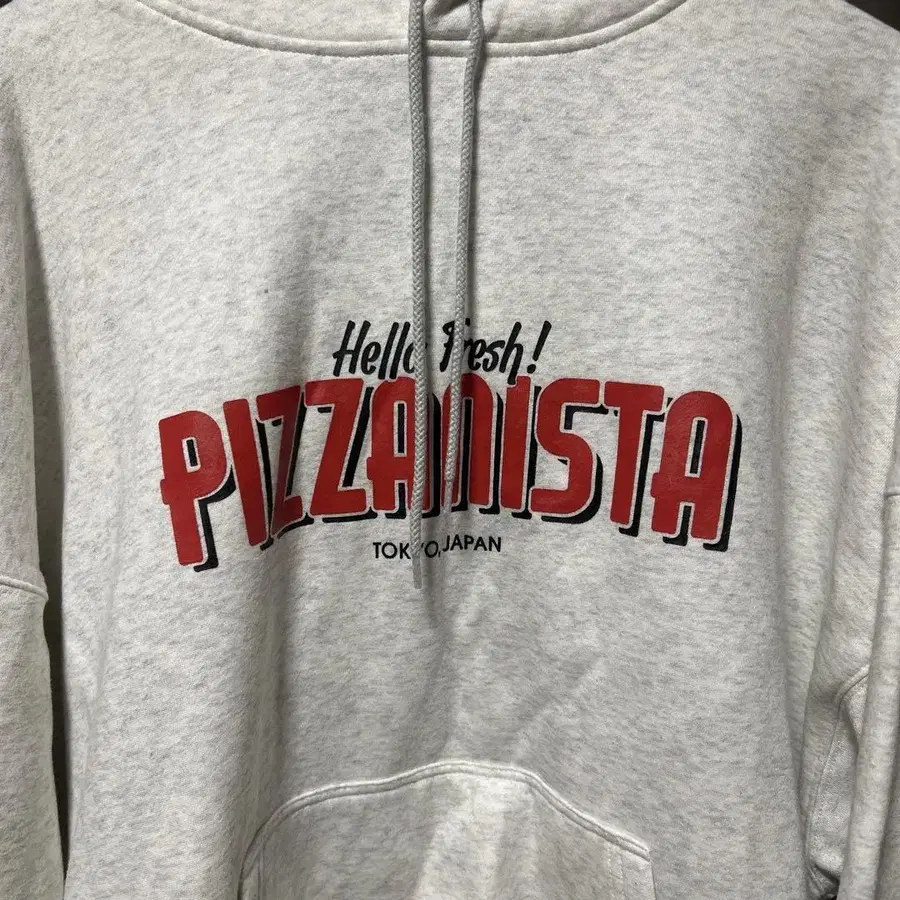 Hello Fresh!
PIZZANISTA
TOKYO, JAPAN